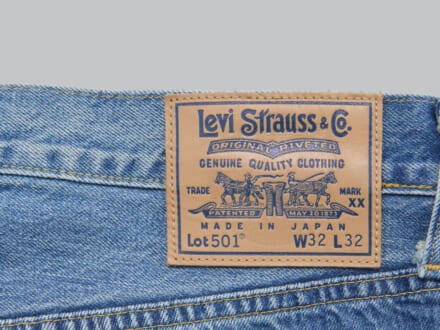 Levi Strauss & Co.
ORIGINAL RIVETED
GENUINE QUALITY CLOTHING
TRADE MARK
XX
PATENTED MAY 20 1873
MADE IN JAPAN
Lot 501® W32 L32